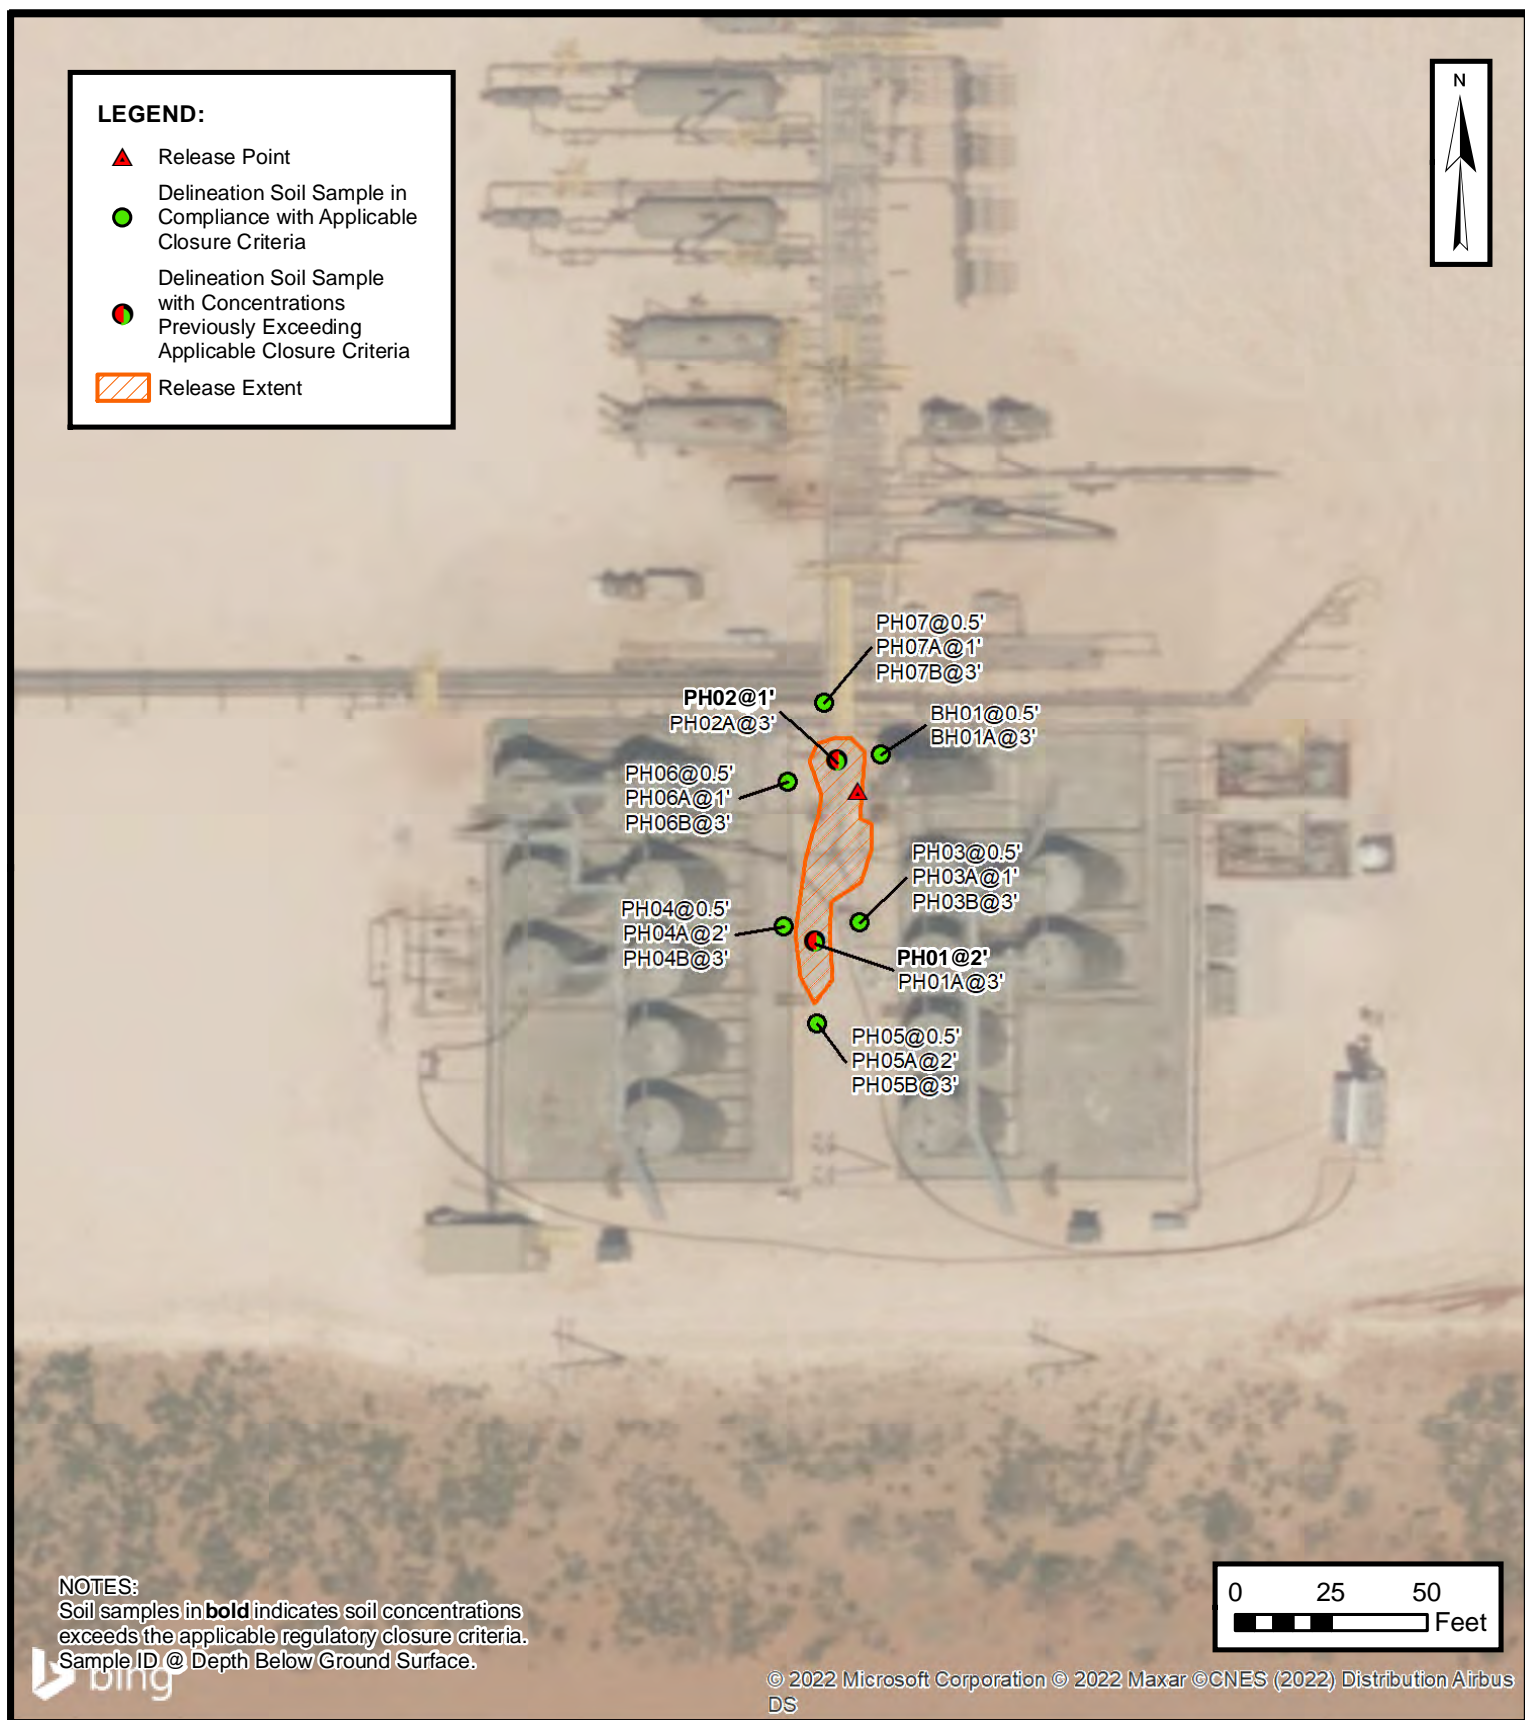 LEGEND:
Release Point
Delineation Soil Sample in
Compliance with Applicable
Closure Criteria
Delineation Soil Sample
with Concentrations
Previously Exceeding
Applicable Closure Criteria
Release Extent
N
PH07@0.5'
PH07A@1'
PH07B@3'
PH02@1'
PH02A@3'
BH01@0.5'
BH01A@3'
PH06@0.5'
PH06A@1'
PH06B@3'
PH03@0.5'
PH03A@1'
PH03B@3'
PH04@0.5'
PH04A@2'
PH04B@3'
PH01@2'
PH01A@3'
PH05@0.5'
PH05A@2'
PH05B@3'
NOTES:
Soil samples in bold indicates soil concentrations
exceeds the applicable regulatory closure criteria.
Sample ID @ Depth Below Ground Surface.
bing
0 25 50
Feet
© 2022 Microsoft Corporation © 2022 Maxar ©CNES (2022) Distribution Airbus
DS